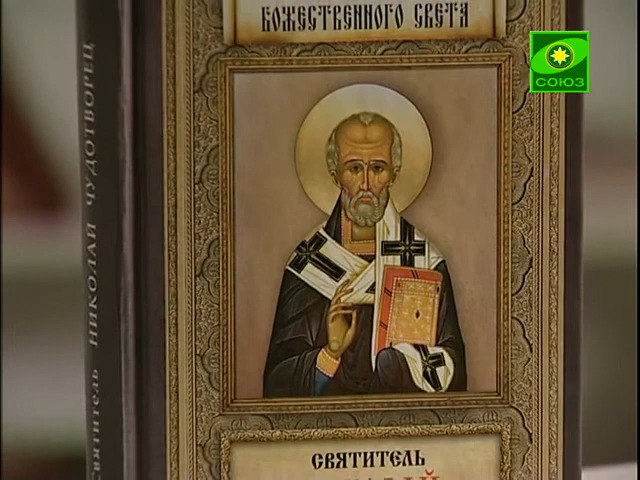 БОЖЕСТВЕННОГО СВЕТА
СОЮЗ
Святитель НИКОЛАЙ ЧУДОТВОРЕЦ
СВЯТИТЕЛЬ